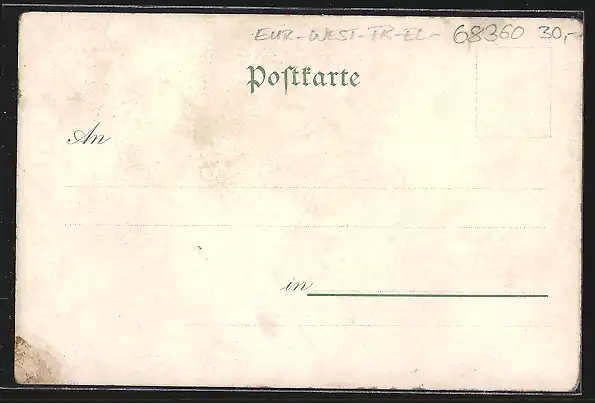 EUR-WEST-FR-EL- 68360 30,-
Postkarte
An
in